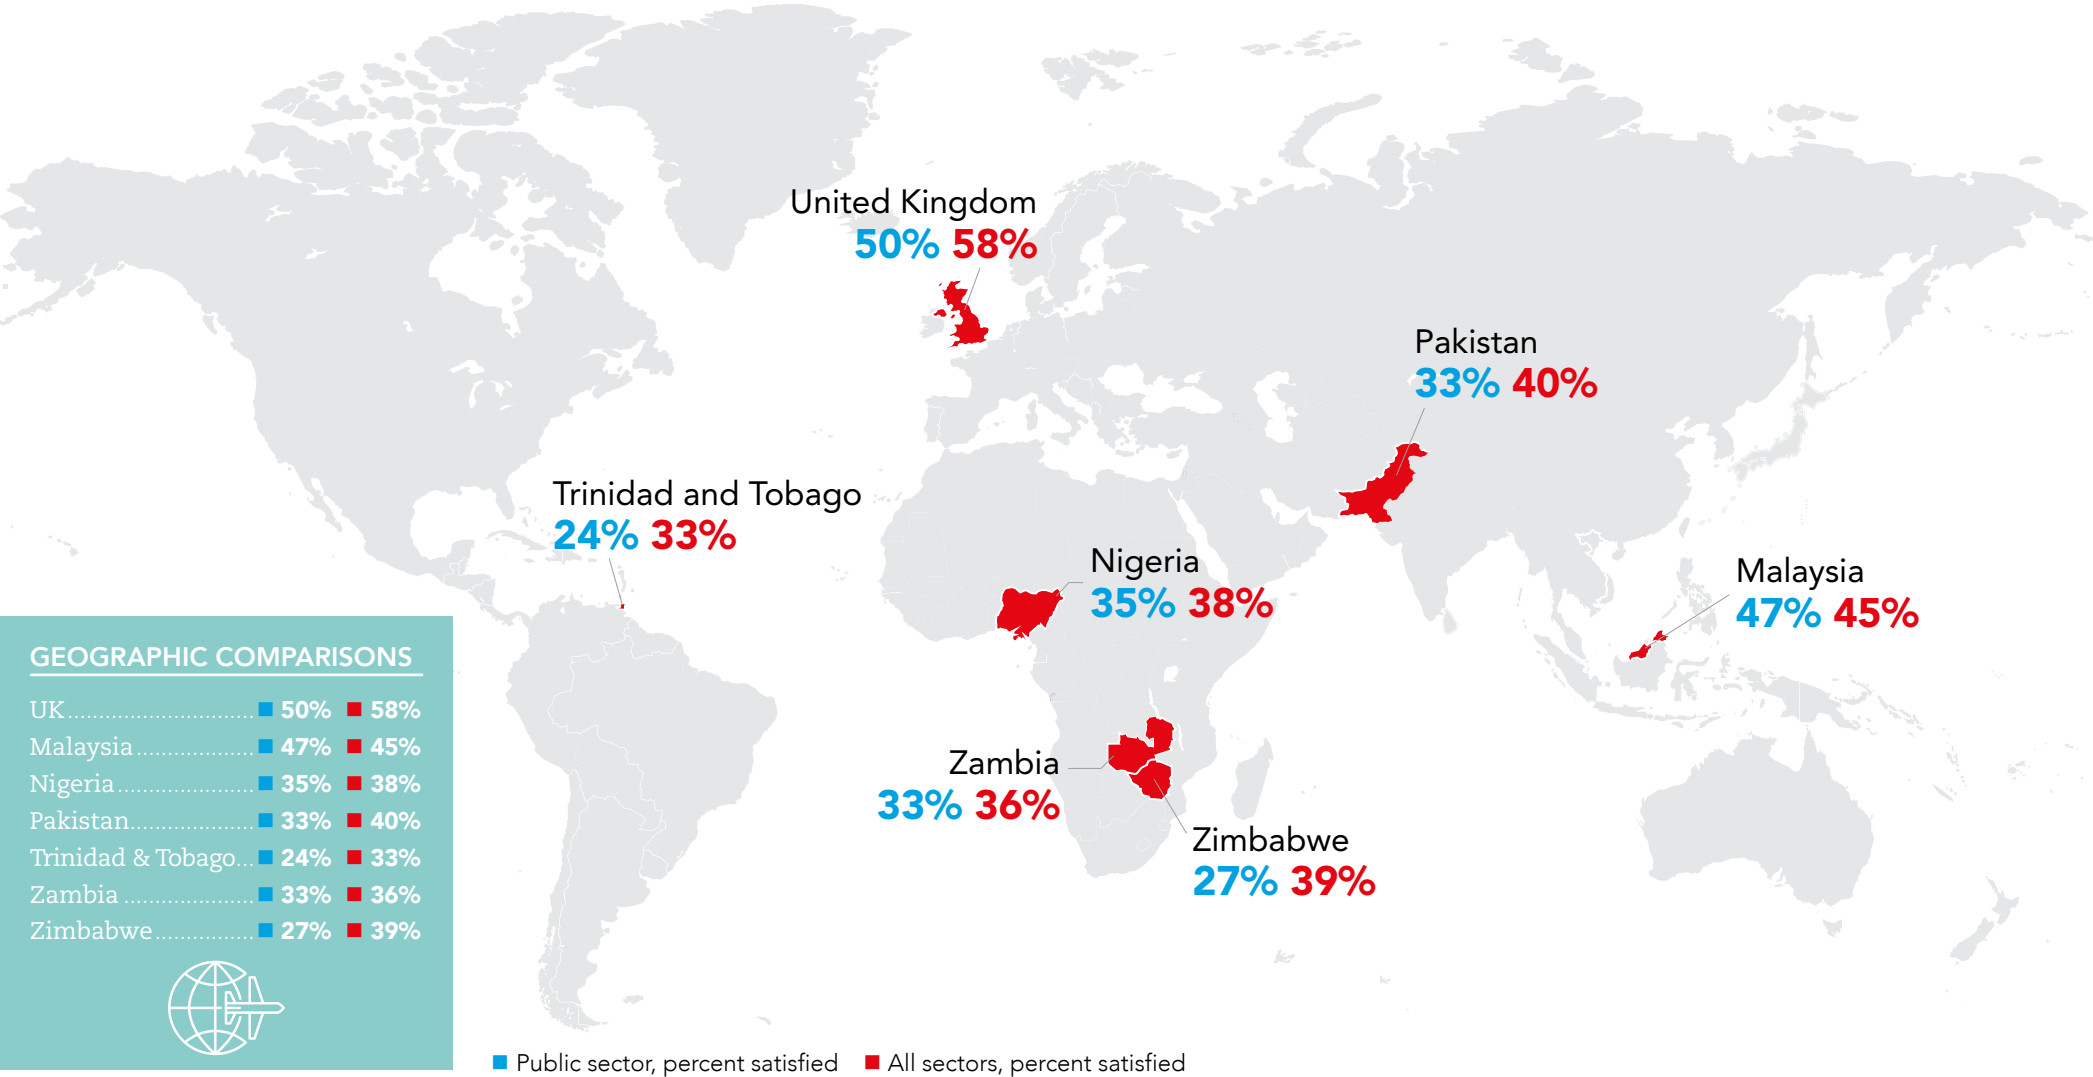 United Kingdom
50% 58%
Pakistan
33% 40%
Trinidad and Tobago
24% 33%
Nigeria
35% 38%
Malaysia
47% 45%
Zambia
33% 36%
Zimbabwe
27% 39%
GEOGRAPHIC COMPARISONS
UK 50% 58%
Malaysia 47% 45%
Nigeria 35% 38%
Pakistan 33% 40%
Trinidad & Tobago 24% 33%
Zambia 33% 36%
Zimbabwe 27% 39%
Public sector, percent satisfied All sectors, percent satisfied